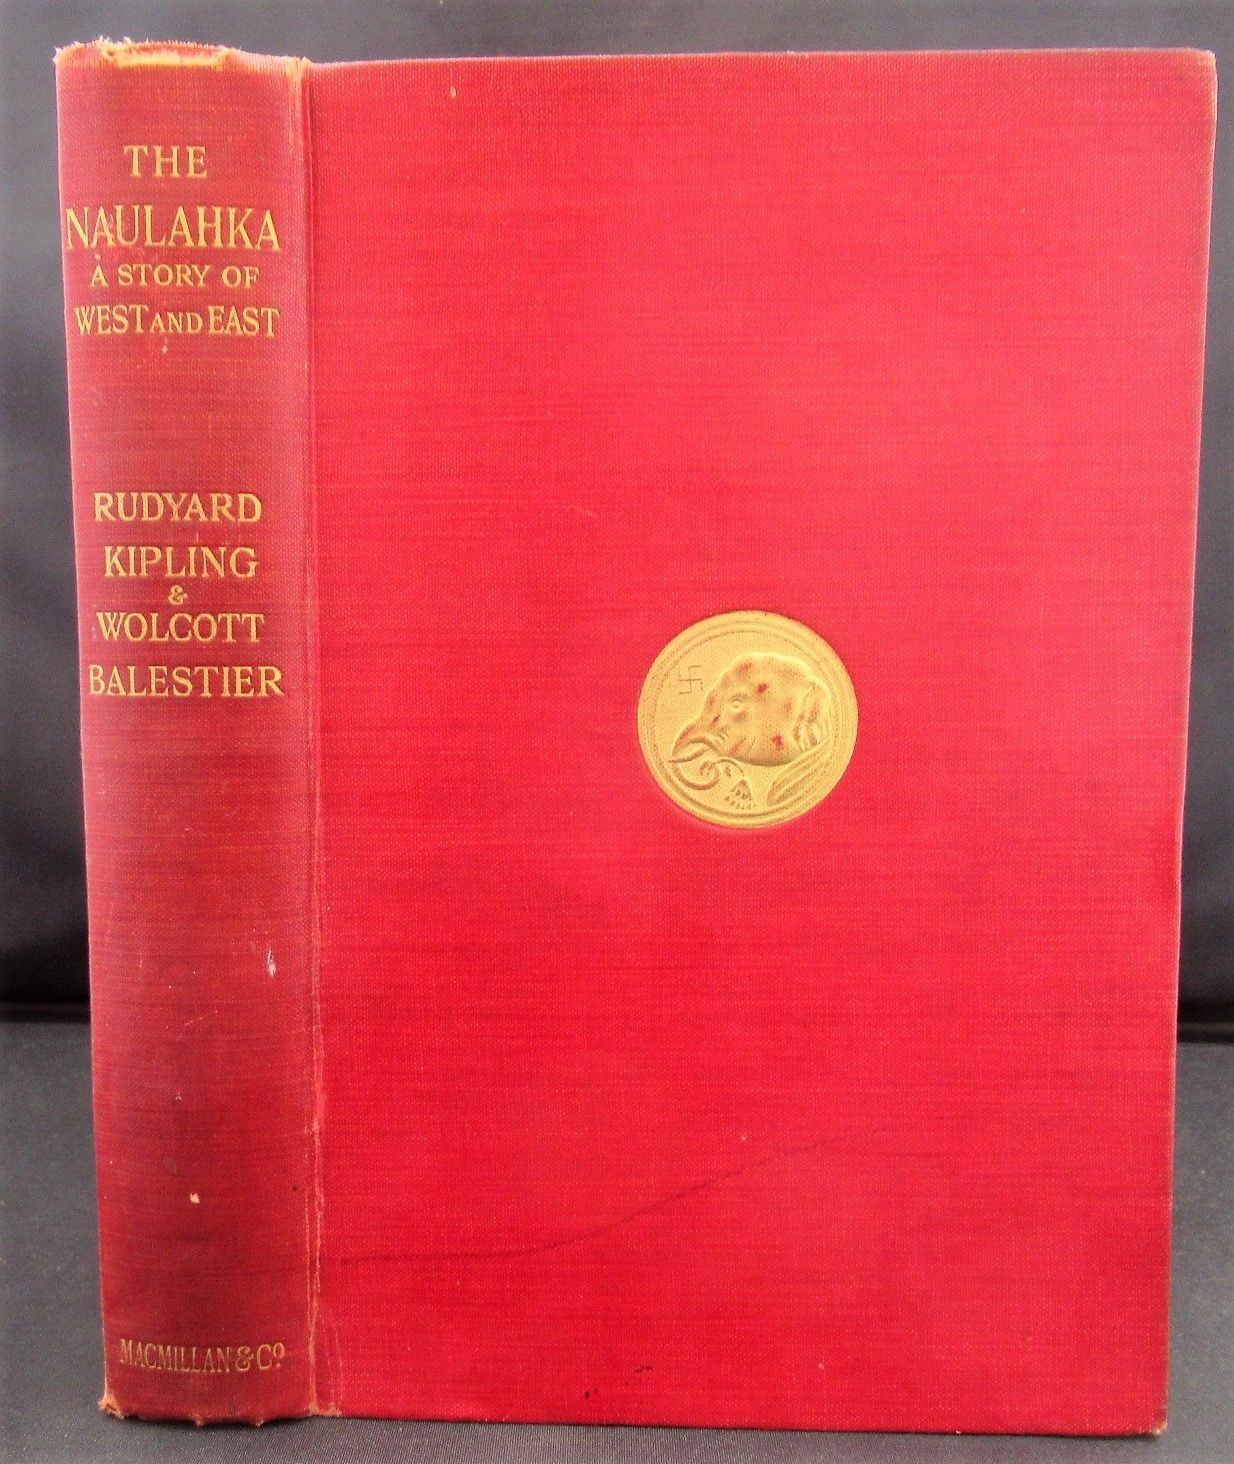 THE
NAULAHKA
A STORY OF
WEST AND EAST
RUDYARD
KIPLING
&
WOLCOTT
BALESTIER
MACMILLAN & Co